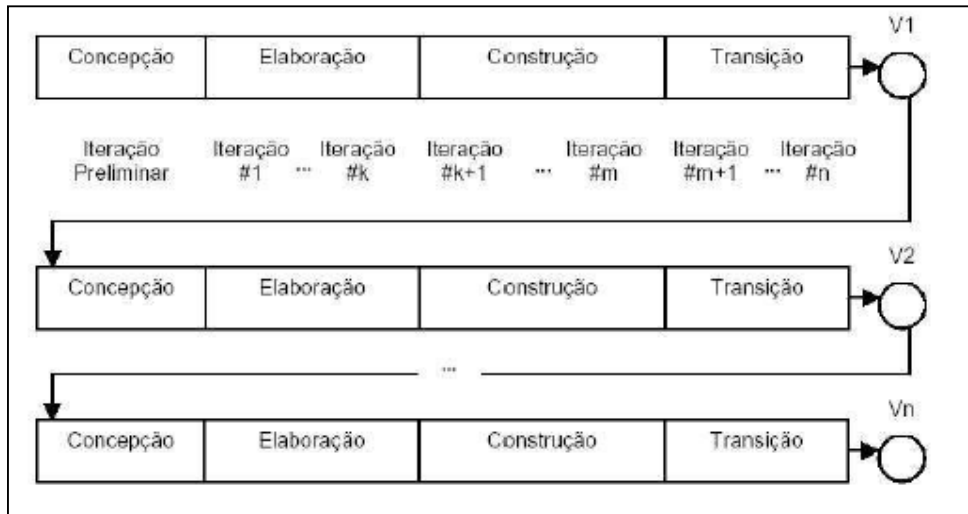 V1
Concepção Elaboração Construção Transição
Iteração Iteração Iteração Iteração Iteração Iteração Iteração
Preliminar #1 ... #k #k+1 ... #m #m+1 ... #n
V2
Concepção Elaboração Construção Transição
...
Vn
Concepção Elaboração Construção Transição